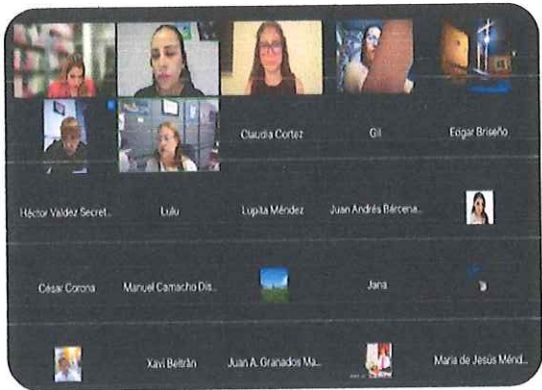 Claudia Cortez
Gil
Edgar Briseño
Héctor Valdez Secret...
Lulu
Lupita Méndez
Juan Andrés Bárcena...
César Corona
Manuel Camacho Dis...
Jana
Xavi Beltrán
Juan A. Granados Ma...
Maria de Jesús Ménd...